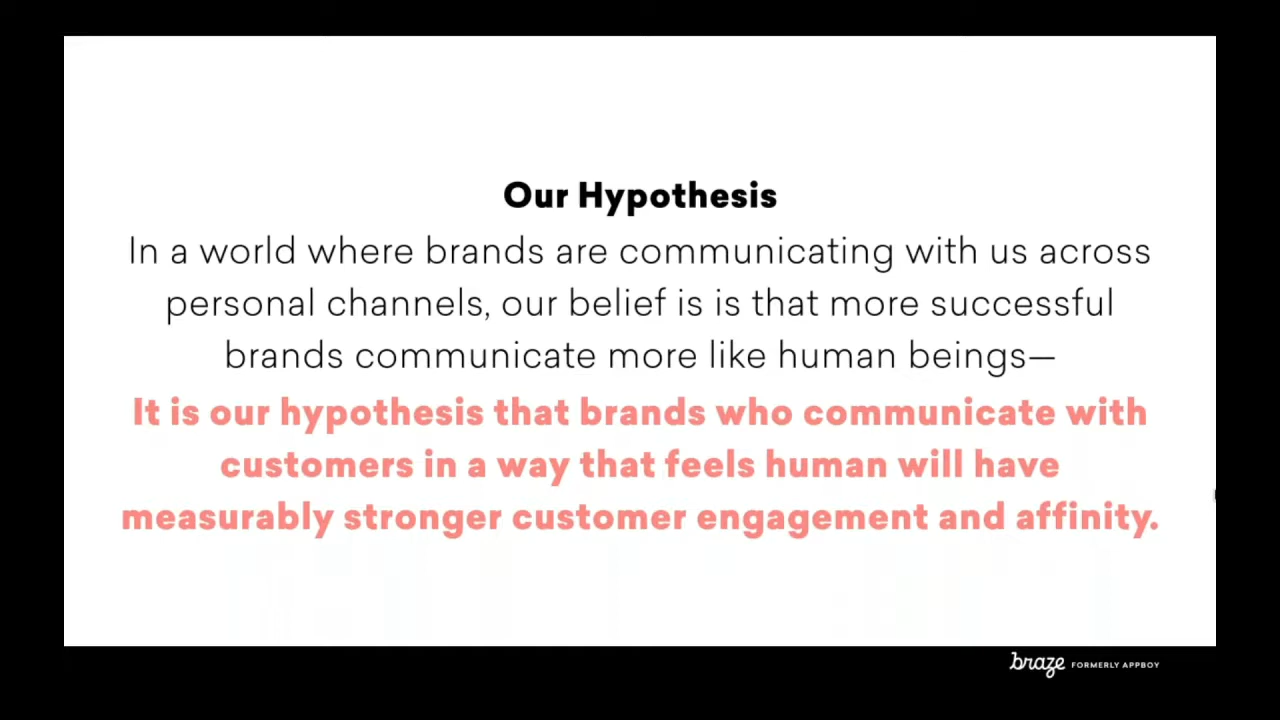 Our Hypothesis
In a world where brands are communicating with us across
personal channels, our belief is is that more successful
brands communicate more like human beings—
It is our hypothesis that brands who communicate with
customers in a way that feels human will have
measurably stronger customer engagement and affinity.
braze FORMERLY APPBOY